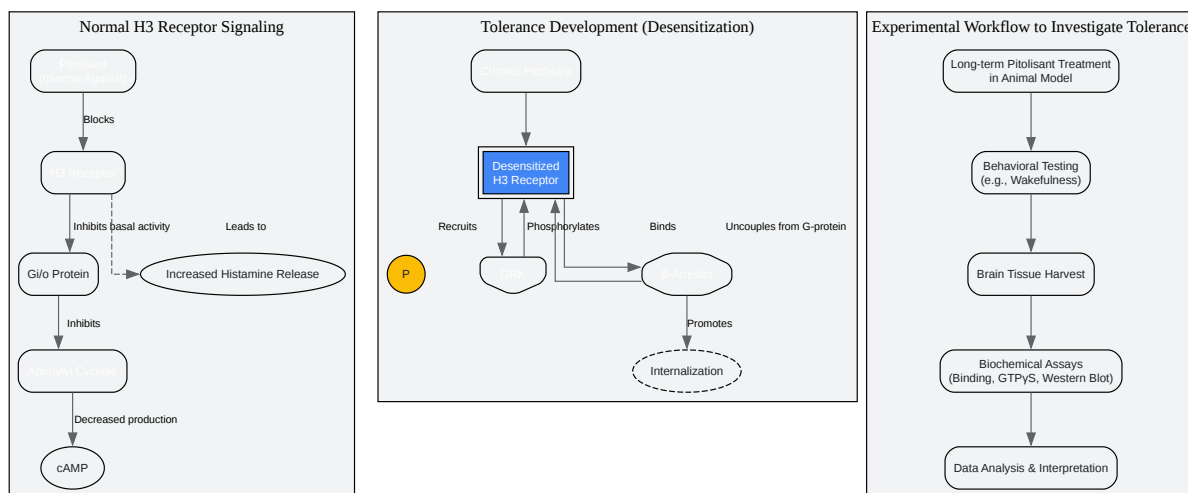 Normal H3 Receptor Signaling
Pitolisant
(Inverse Agonist)
Blocks
H3 Receptor
Inhibits basal activity
Leads to
Gi/o Protein
Increased Histamine Release
Inhibits
Adenylyl Cyclase
Decreased production
cAMP
Tolerance Development (Desensitization)
Chronic Pitolisant
Desensitized
H3 Receptor
Recruits
Phosphorylates
Binds
Uncouples from G-protein
P
GRK
β-Arrestin
Promotes
Internalization
Experimental Workflow to Investigate Tolerance
Long-term Pitolisant Treatment
in Animal Model
Behavioral Testing
(e.g., Wakefulness)
Brain Tissue Harvest
Biochemical Assays
(Binding, GTPγS, Western Blot)
Data Analysis & Interpretation